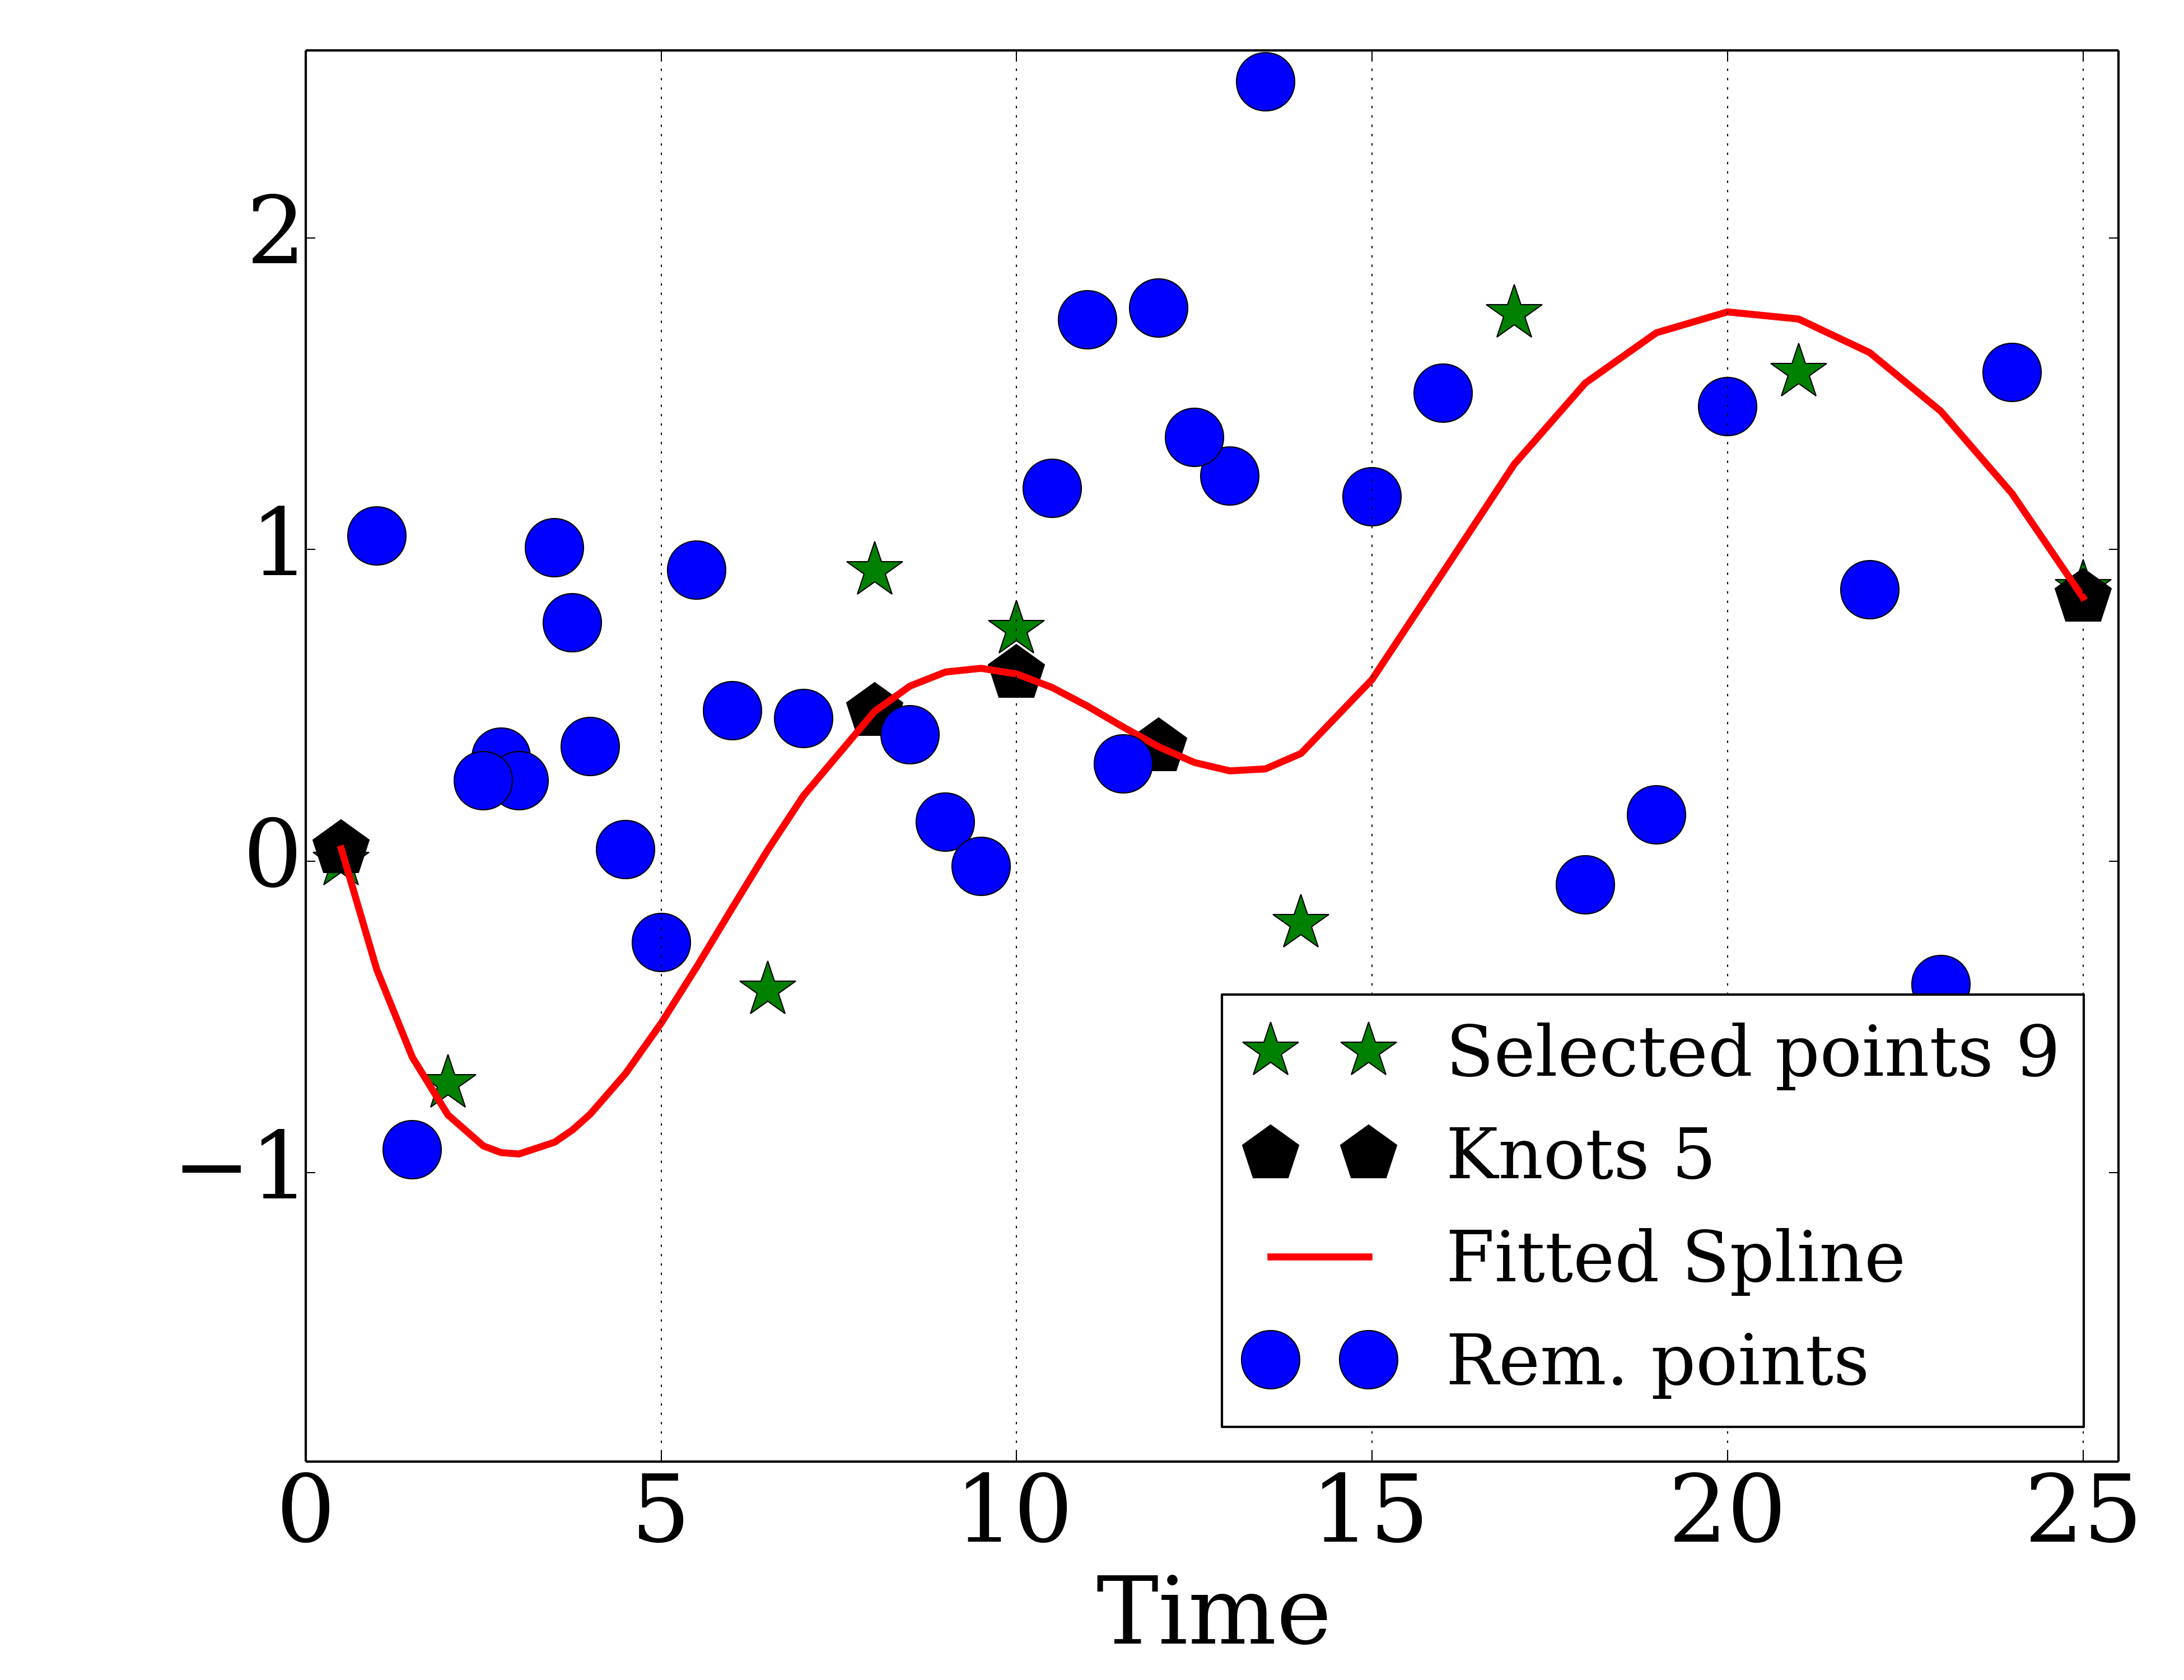 2
1
0
−1
0 5 10 15 20 25
Time
Selected points 9
Knots 5
Fitted Spline
Rem. points